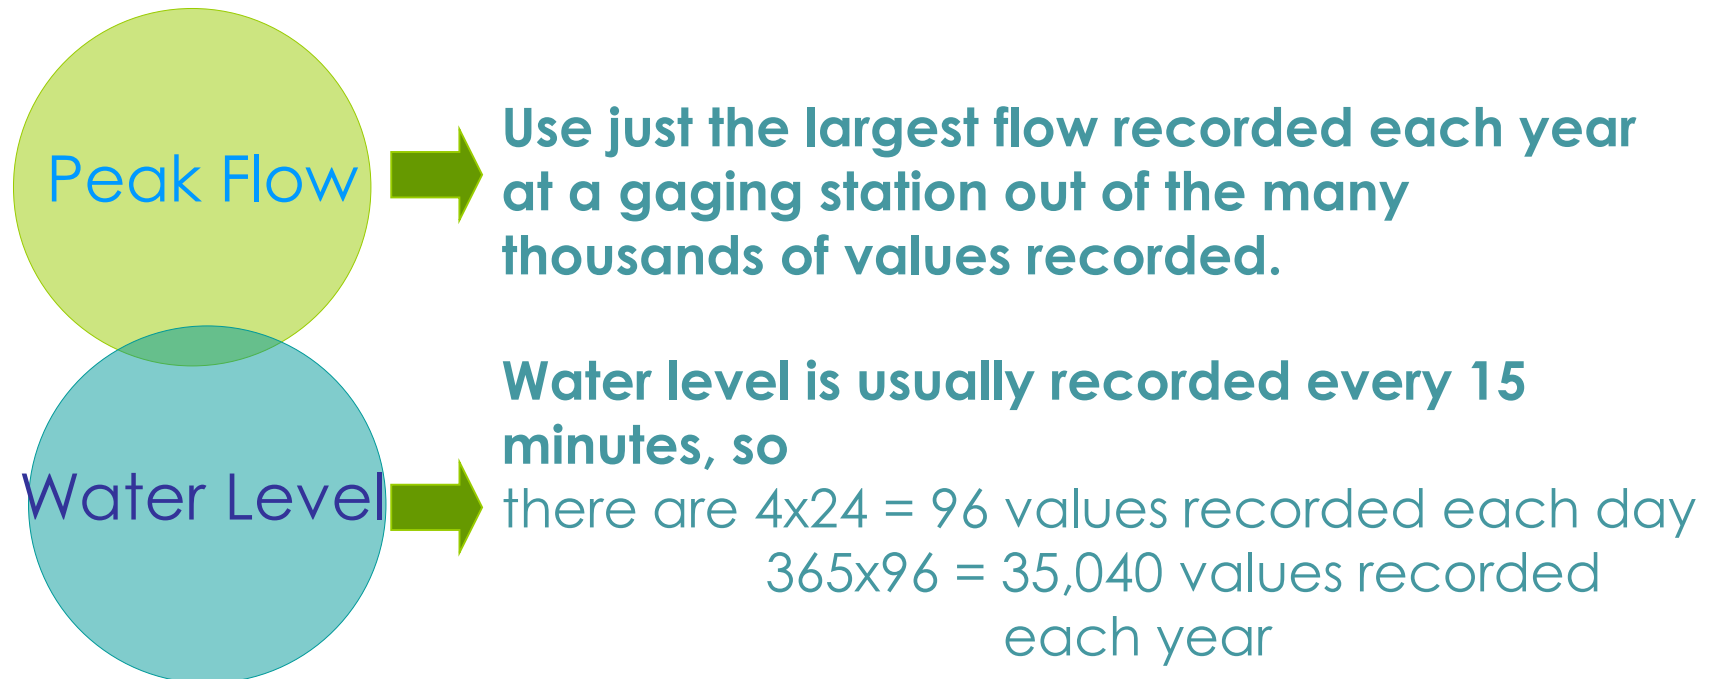 Peak Flow
Use just the largest flow recorded each year
at a gaging station out of the many
thousands of values recorded.
Water Level
Water level is usually recorded every 15
minutes, so
there are 4x24 = 96 values recorded each day
365x96 = 35,040 values recorded
each year